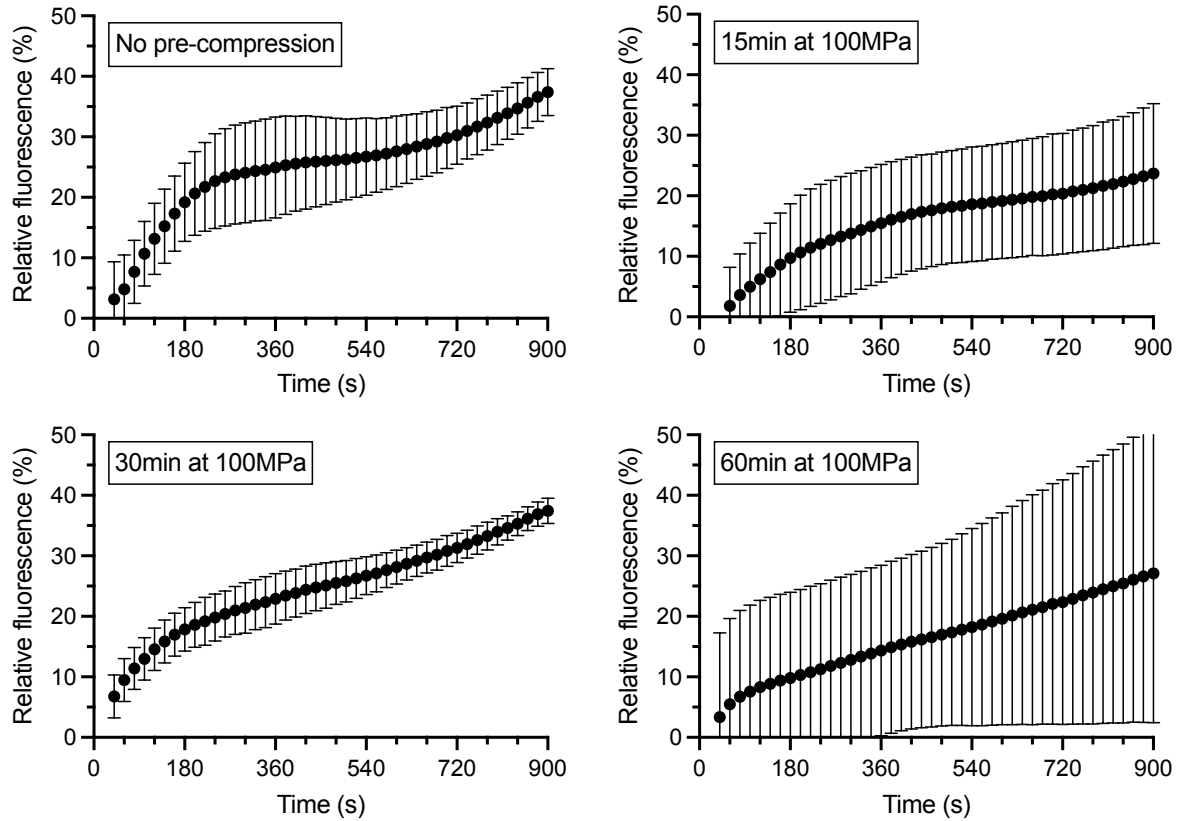 No pre-compression
Relative fluorescence (%)
50
40
30
20
10
0
0 180 360 540 720 900
Time (s)
15min at 100MPa
Relative fluorescence (%)
50
40
30
20
10
0
0 180 360 540 720 900
Time (s)
30min at 100MPa
Relative fluorescence (%)
50
40
30
20
10
0
0 180 360 540 720 900
Time (s)
60min at 100MPa
Relative fluorescence (%)
50
40
30
20
10
0
0 180 360 540 720 900
Time (s)